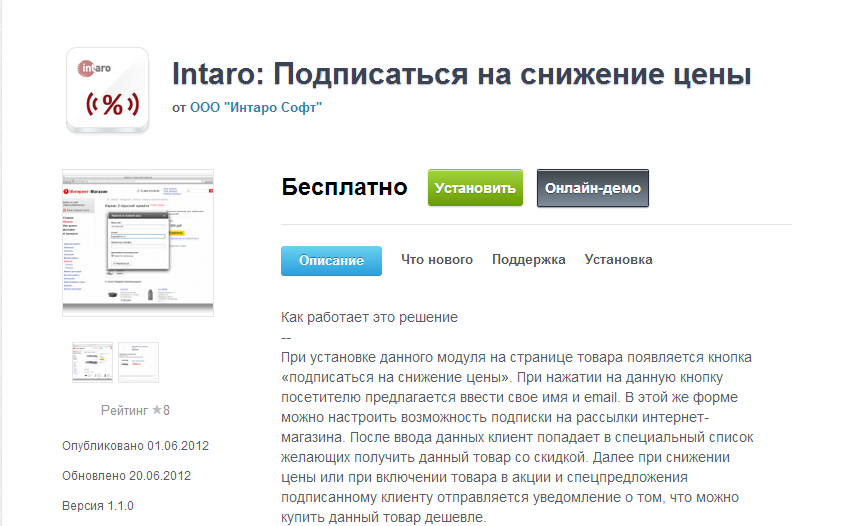 intaro
(%)
Intaro: Подписаться на снижение цены
от ООО "Интаро Софт"
Бесплатно
Установить
Онлайн-демо
Описание
Что нового
Поддержка
Установка
Как работает это решение
--
При установке данного модуля на странице товара появляется кнопка
«подписаться на снижение цены». При нажатии на данную кнопку
посетителю предлагается ввести свое имя и email. В этой же форме
можно настроить возможность подписки на рассылки интернет-
магазина. После ввода данных клиент попадает в специальный список
желающих получить данный товар со скидкой. Далее при снижении
цены или при включении товара в акции и спецпредложения
подписанному клиенту отправляется уведомление о том, что можно
купить данный товар дешевле.
Интернет-Магазин
Рейтинг ★8
Опубликовано 01.06.2012
Обновлено 20.06.2012
Версия 1.1.0